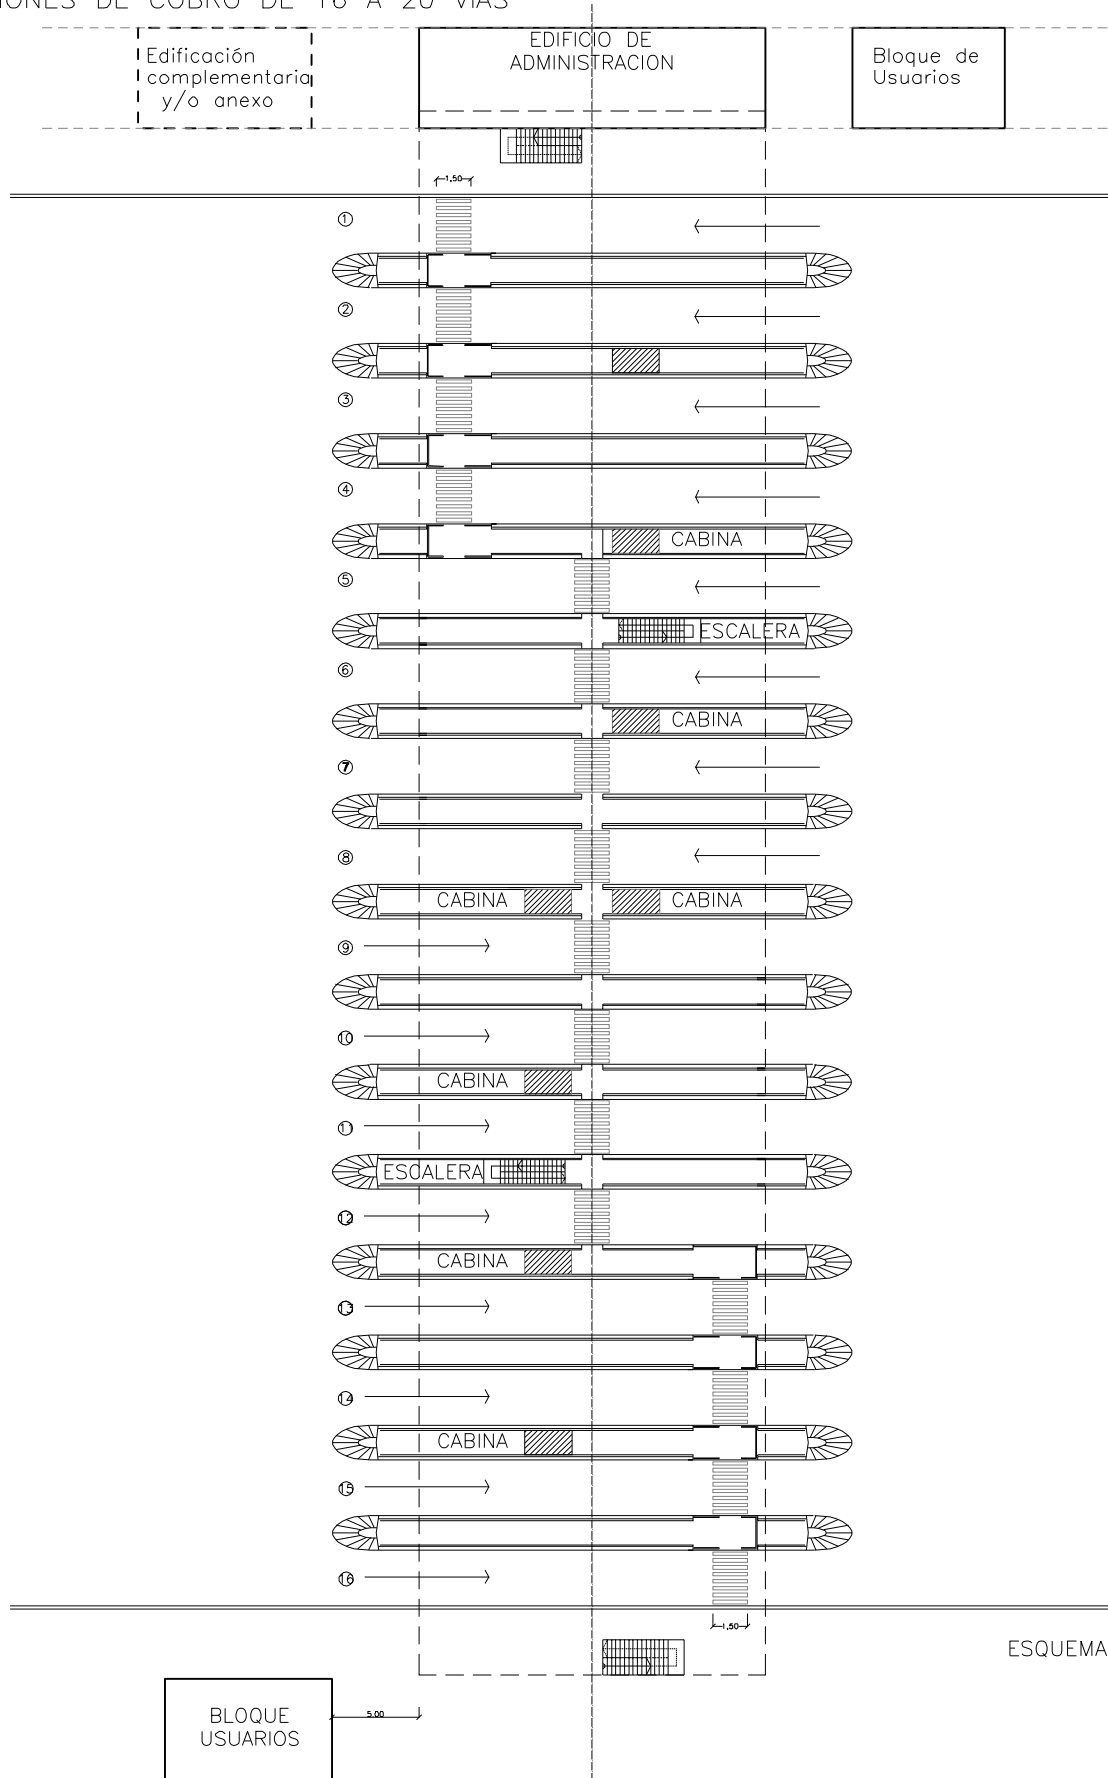 DE COBRO DE 16 A 20 VIAS
Edificación
complementaria
y/o anexo
EDIFICIO DE
ADMINISTRACION
Bloque de
Usuarios
1,50
1
2
3
4
CABINA
5
ESCALERA
6
CABINA
7
8
CABINA CABINA
9
10
CABINA
11
ESCALERA
12
CABINA
13
14
CABINA
15
16
1,50
ESQUEMA
BLOQUE
USUARIOS
5.00